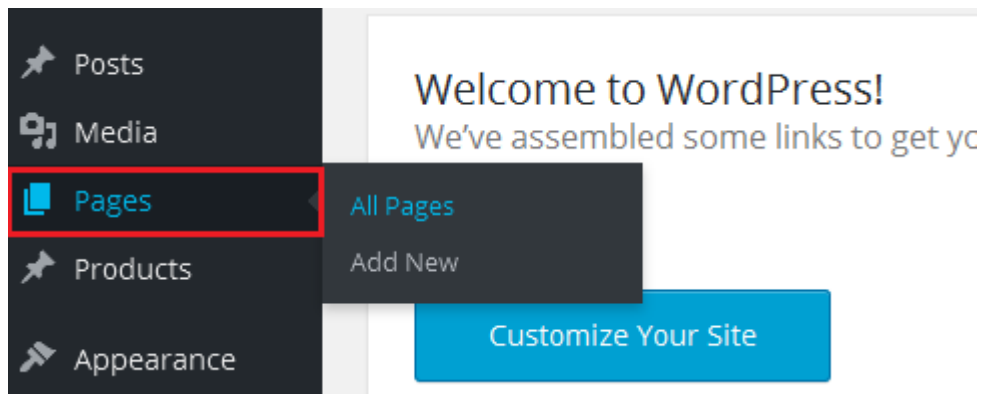 Posts
Media
Pages
Products
Appearance
All Pages
Add New
Welcome to WordPress!
We've assembled some links to get
Customize Your Site